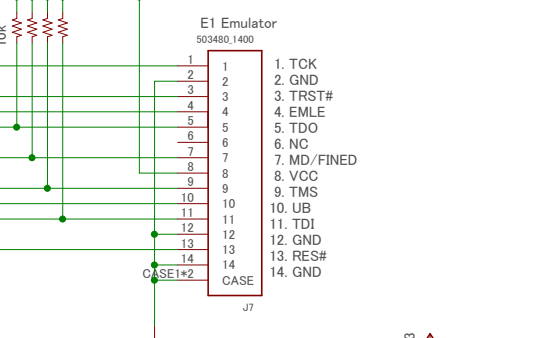 E1 Emulator
503480_1400
10k
1 1 1. TCK
2 2 2. GND
3 3 3. TRST#
4 4 4. EMLE
5 5 5. TDO
6 6 6. NC
7 7 7. MD/FINED
8 8 8. VCC
9 9 9. TMS
10 10 10. UB
11 11 11. TDI
12 12 12. GND
13 13 13. RES#
14 14 14. GND
CASE1*2 CASE
J7